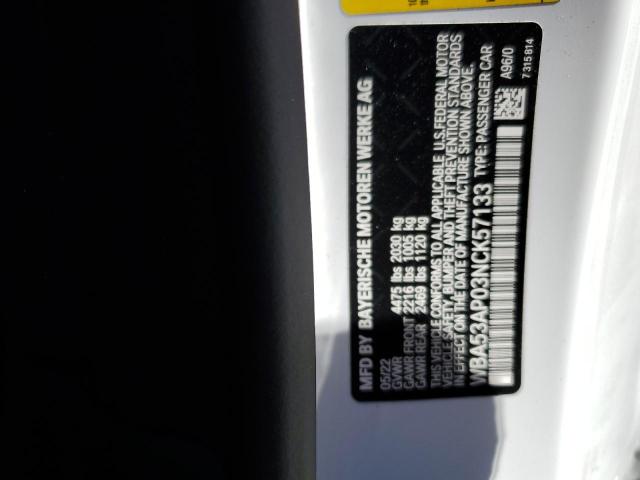 MFD BY BAYERISCHE MOTOREN WERKE AG
05/22
GVWR 4475 lbs 2030 kg
GAWR FRONT 2216 lbs 1005 kg
GAWR REAR 2469 lbs 1120 kg
THIS VEHICLE CONFORMS TO ALL APPLICABLE U.S. FEDERAL MOTOR
VEHICLE SAFETY, BUMPER AND THEFT PREVENTION STANDARDS
IN EFFECT ON THE DATE OF MANUFACTURE SHOWN ABOVE.
WBA53AP03NCK57133 TYPE: PASSENGER CAR
A96/0
7 315 814